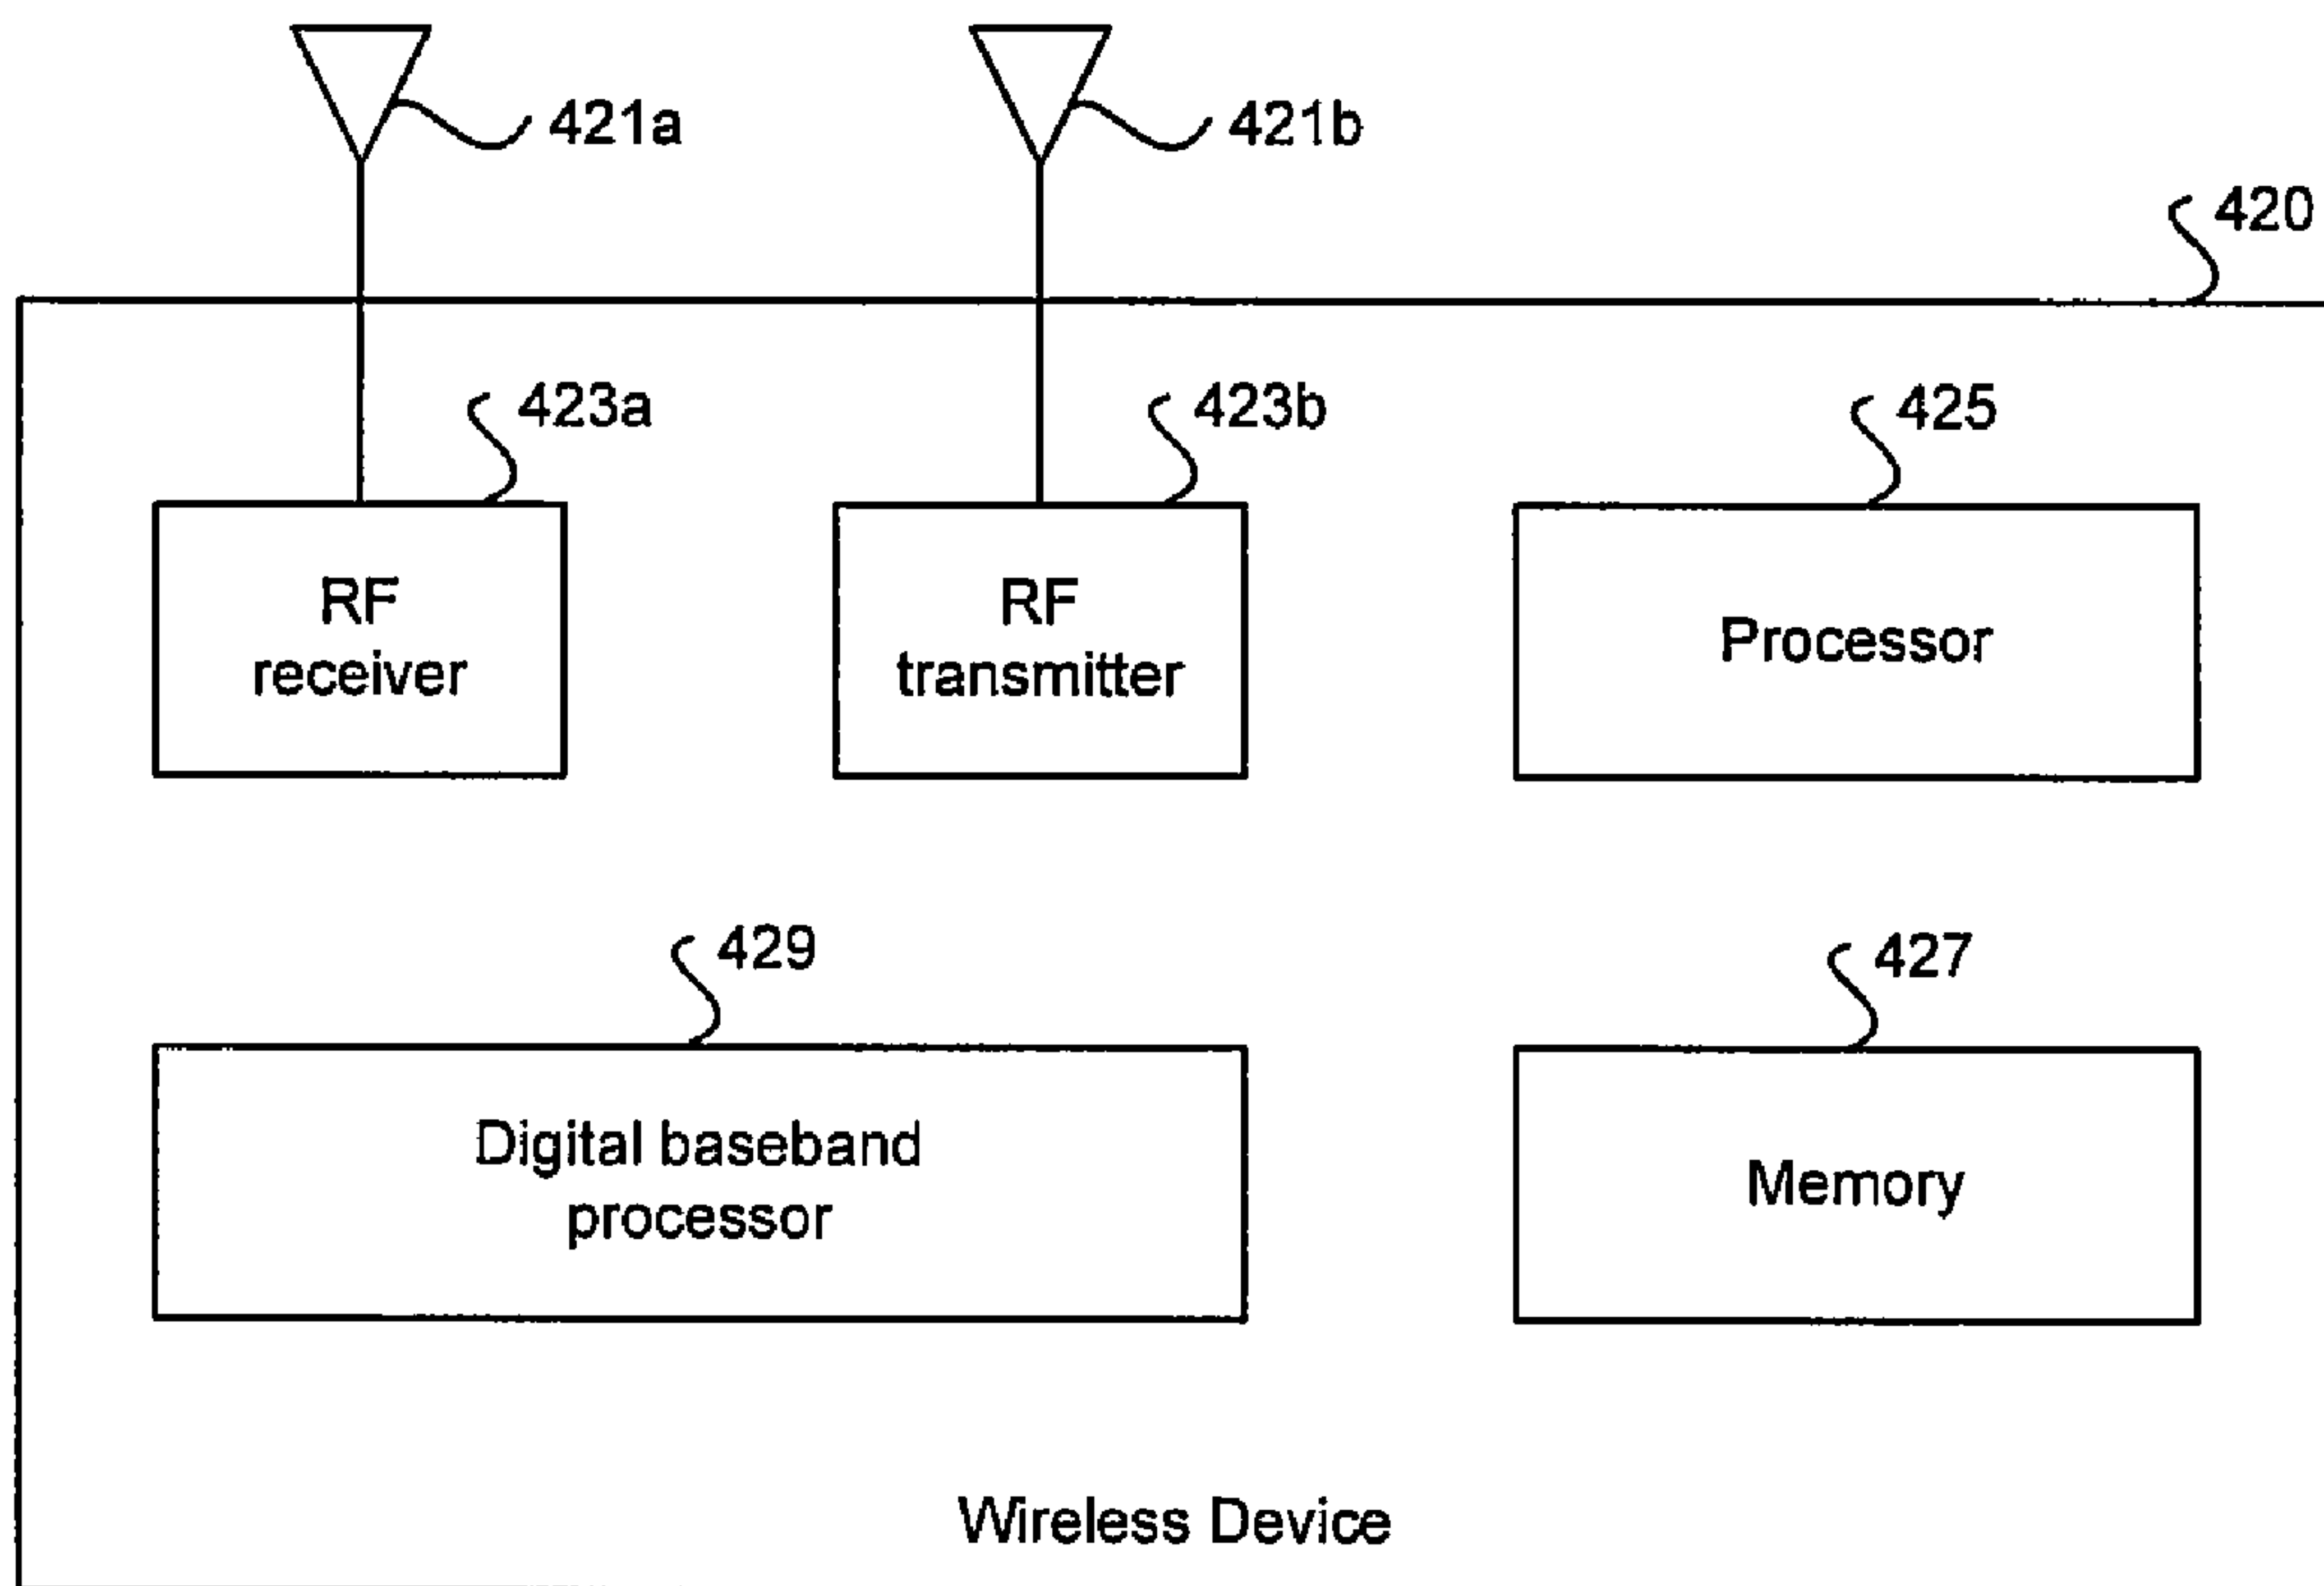 421a
421b
420
423a
423b
425
RF
receiver
RF
transmitter
Processor
429
427
Digital baseband
processor
Memory
Wireless Device